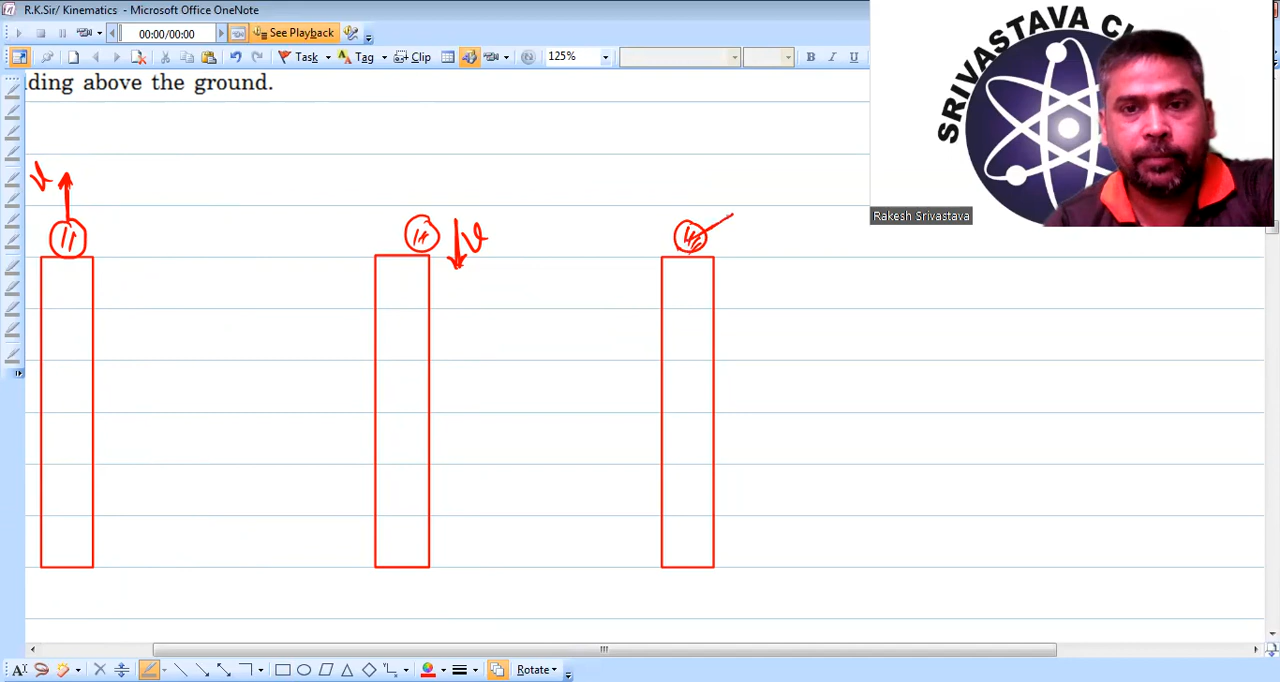 R.K.Sir/ Kinematics - Microsoft Office OneNote
00:00/00:00 See Playback
Task Tag Clip 125% B I U
ding above the ground.
SRIVASTAVA
Rakesh Srivastava
v
v
Rotate